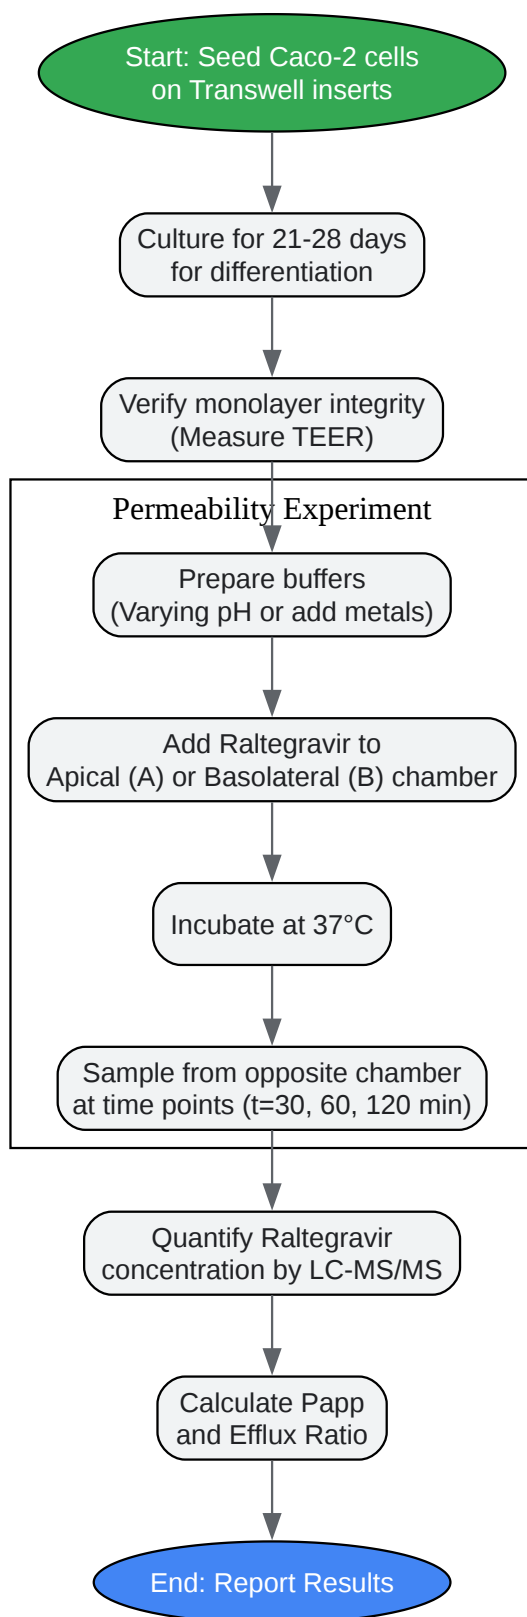 Start: Seed Caco-2 cells
on Transwell inserts
Culture for 21-28 days
for differentiation
Verify monolayer integrity
(Measure TEER)
Permeability Experiment
Prepare buffers
(Varying pH or add metals)
Add Raltegravir to
Apical (A) or Basolateral (B) chamber
Incubate at 37°C
Sample from opposite chamber
at time points (t=30, 60, 120 min)
Quantify Raltegravir
concentration by LC-MS/MS
Calculate Papp
and Efflux Ratio
End: Report Results